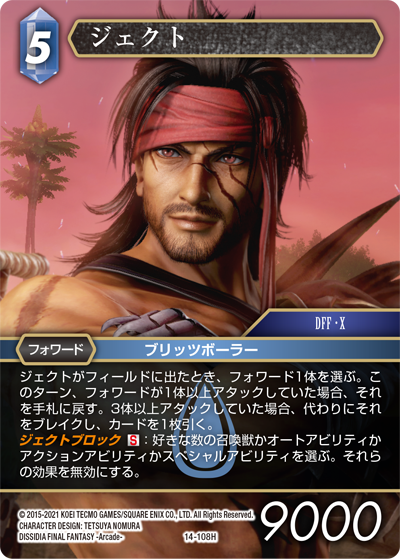 5
ジェクト
DFF・X
フォワード
ブリッツボーラー
ジェクトがフィールドに出たとき、フォワード1体を選ぶ。こ
のターン、フォワードが1体以上アタックしていた場合、それ
を手札に戻す。3体以上アタックしていた場合、代わりにそれ
をブレイクし、カードを1枚引く。
ジェクトブロック S：好きな数の召喚獣かオートアビリティか
アクションアビリティかスペシャルアビリティを選ぶ。それら
の効果を無効にする。
© 2015-2021 KOEI TECMO GAMES/SQUARE ENIX CO., LTD. All Rights Reserved.
CHARACTER DESIGN: TETSUYA NOMURA
DISSIDIA FINAL FANTASY -Arcade-
14-108H
9000